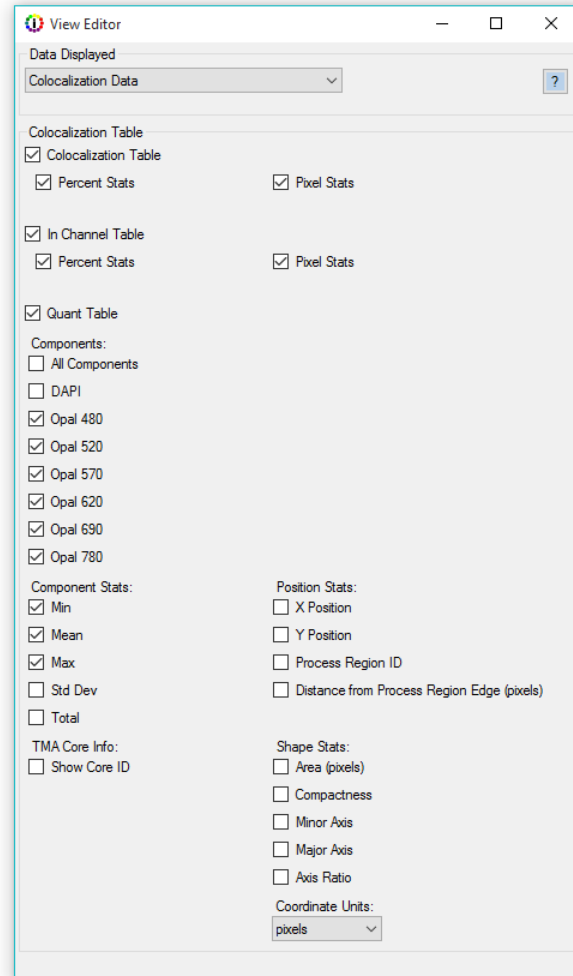 View Editor
Data Displayed
Colocalization Data
?
Colocalization Table
Colocalization Table
Percent Stats Pixel Stats
In Channel Table
Percent Stats Pixel Stats
Quant Table
Components:
All Components
DAPI
Opal 480
Opal 520
Opal 570
Opal 620
Opal 690
Opal 780
Component Stats: Position Stats:
Min X Position
Mean Y Position
Max Process Region ID
Std Dev Distance from Process Region Edge (pixels)
Total
TMA Core Info: Shape Stats:
Show Core ID Area (pixels)
Compactness
Minor Axis
Major Axis
Axis Ratio
Coordinate Units:
pixels